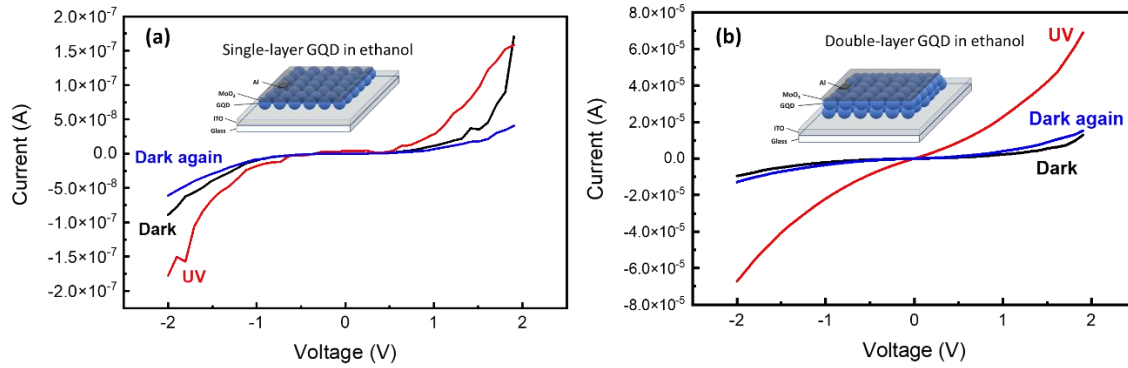 (a)
Single-layer GQD in ethanol
Al
MoO₃
GQD
ITO
Glass
Dark again
Dark
UV
Current (A)
2.0×10⁻⁷
1.5×10⁻⁷
1.0×10⁻⁷
5.0×10⁻⁸
0.0
-5.0×10⁻⁸
-1.0×10⁻⁷
-1.5×10⁻⁷
-2.0×10⁻⁷
-2 -1 0 1 2
Voltage (V)
(b)
Double-layer GQD in ethanol
UV
Al
MoO₃
GQD
ITO
Glass
Dark again
Dark
Current (A)
8.0×10⁻⁵
6.0×10⁻⁵
4.0×10⁻⁵
2.0×10⁻⁵
0.0
-2.0×10⁻⁵
-4.0×10⁻⁵
-6.0×10⁻⁵
-8.0×10⁻⁵
-2 -1 0 1 2
Voltage (V)